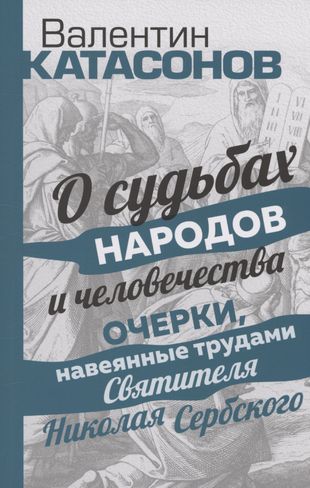 Валентин
КАТАСОНОВ
О судьбах
НАРОДОВ
и человечества
ОЧЕРКИ,
навеянные трудами
Святителя
Николая Сербского